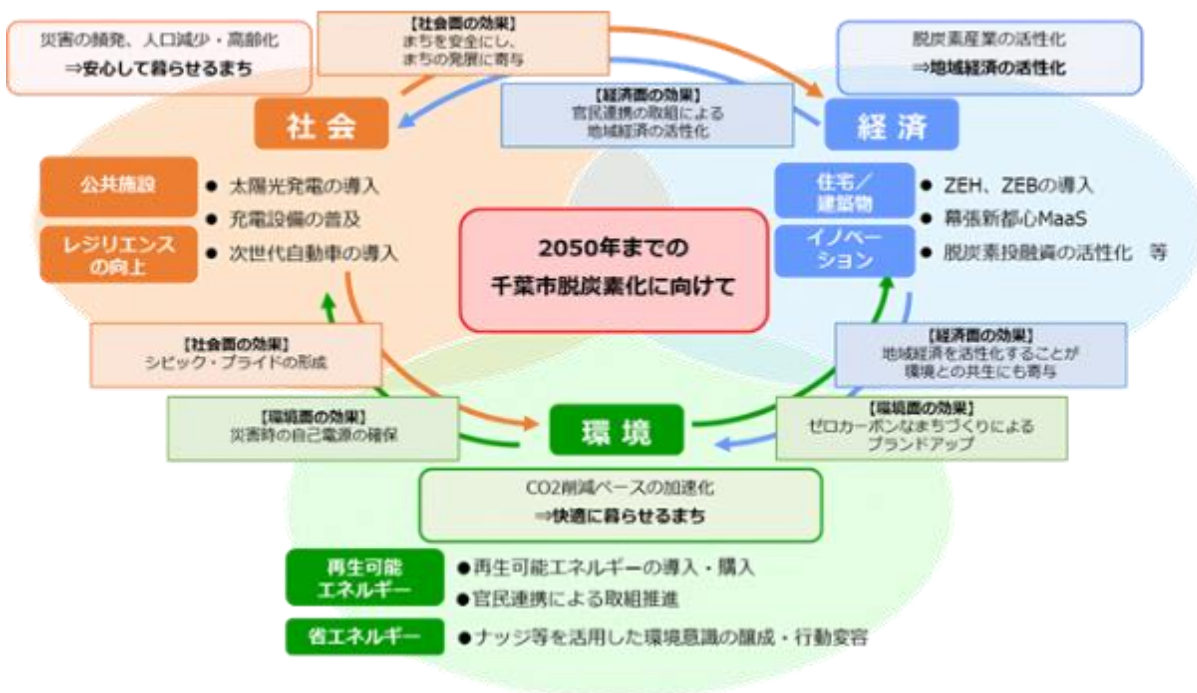 災害の頻発、人口減少・高齢化
⇒安心して暮らせるまち
【社会面の効果】
まちを安全にし、
まちの発展に寄与
脱炭素産業の活性化
⇒地域経済の活性化
【経済面の効果】
官民連携の取組による
地域経済の活性化
社会
経済
公共施設
レジリエンス
の向上
● 太陽光発電の導入
● 充電設備の普及
● 次世代自動車の導入
2050年までの
千葉市脱炭素化に向けて
住宅／
建築物
イノベー
ション
● ZEH、ZEBの導入
● 幕張新都心MaaS
● 脱炭素投融資の活性化 等
【社会面の効果】
シビック・プライドの形成
【経済面の効果】
地域経済を活性化することが
環境との共生にも寄与
【環境面の効果】
災害時の自己電源の確保
環境
【環境面の効果】
ゼロカーボンなまちづくりによる
ブランドアップ
CO2削減ペースの加速化
⇒快適に暮らせるまち
再生可能
エネルギー
●再生可能エネルギーの導入・購入
●官民連携による取組推進
省エネルギー
●ナッジ等を活用した環境意識の醸成・行動変容